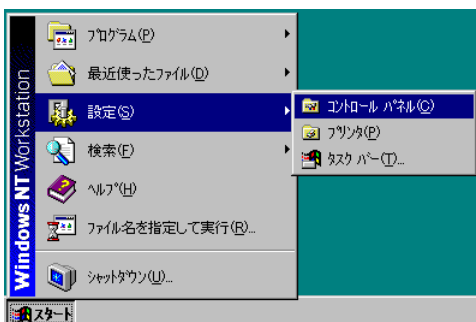 Windows NT Workstation
ﾌﾟﾛｸﾞﾗﾑ(P)
最近使ったﾌｧｲﾙ(D)
設定(S)
検索(F)
ﾍﾙﾌﾟ(H)
ﾌｧｲﾙ名を指定して実行(R)...
ｼｬｯﾄﾀﾞｳﾝ(U)...
ｺﾝﾄﾛｰﾙ ﾊﾟﾈﾙ(C)
ﾌﾟﾘﾝﾀ(P)
ﾀｽｸ ﾊﾞｰ(T)...
スタート